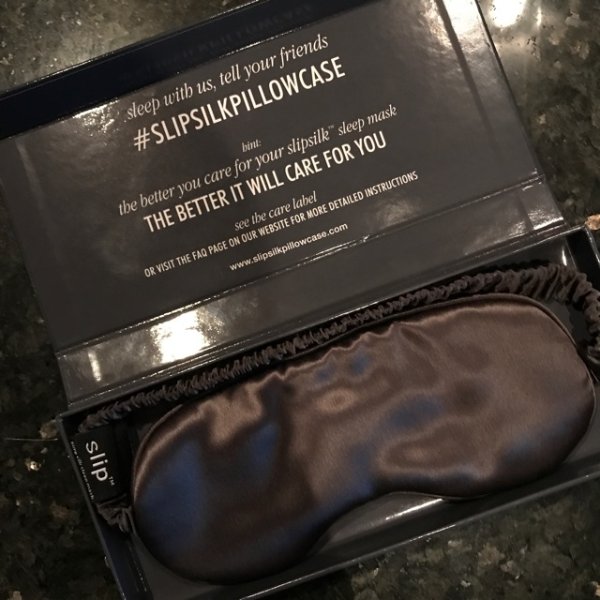 sleep with us, tell your friends
#SLIPSILKPILLOWCASE
hint:
the better you care for your slipsilk™ sleep mask
THE BETTER IT WILL CARE FOR YOU
see the care label
OR VISIT THE FAQ PAGE ON OUR WEBSITE FOR MORE DETAILED INSTRUCTIONS
www.slipsilkpillowcase.com
slip™